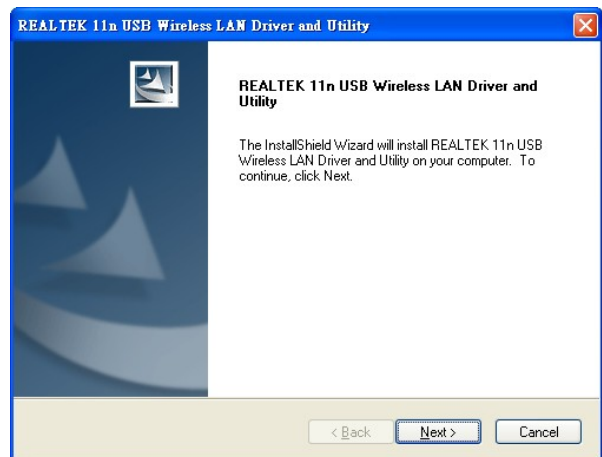 REALTEK 11n USB Wireless LAN Driver and Utility
REALTEK 11n USB Wireless LAN Driver and
Utility
The InstallShield Wizard will install REALTEK 11n USB
Wireless LAN Driver and Utility on your computer. To
continue, click Next.
< Back
Next >
Cancel